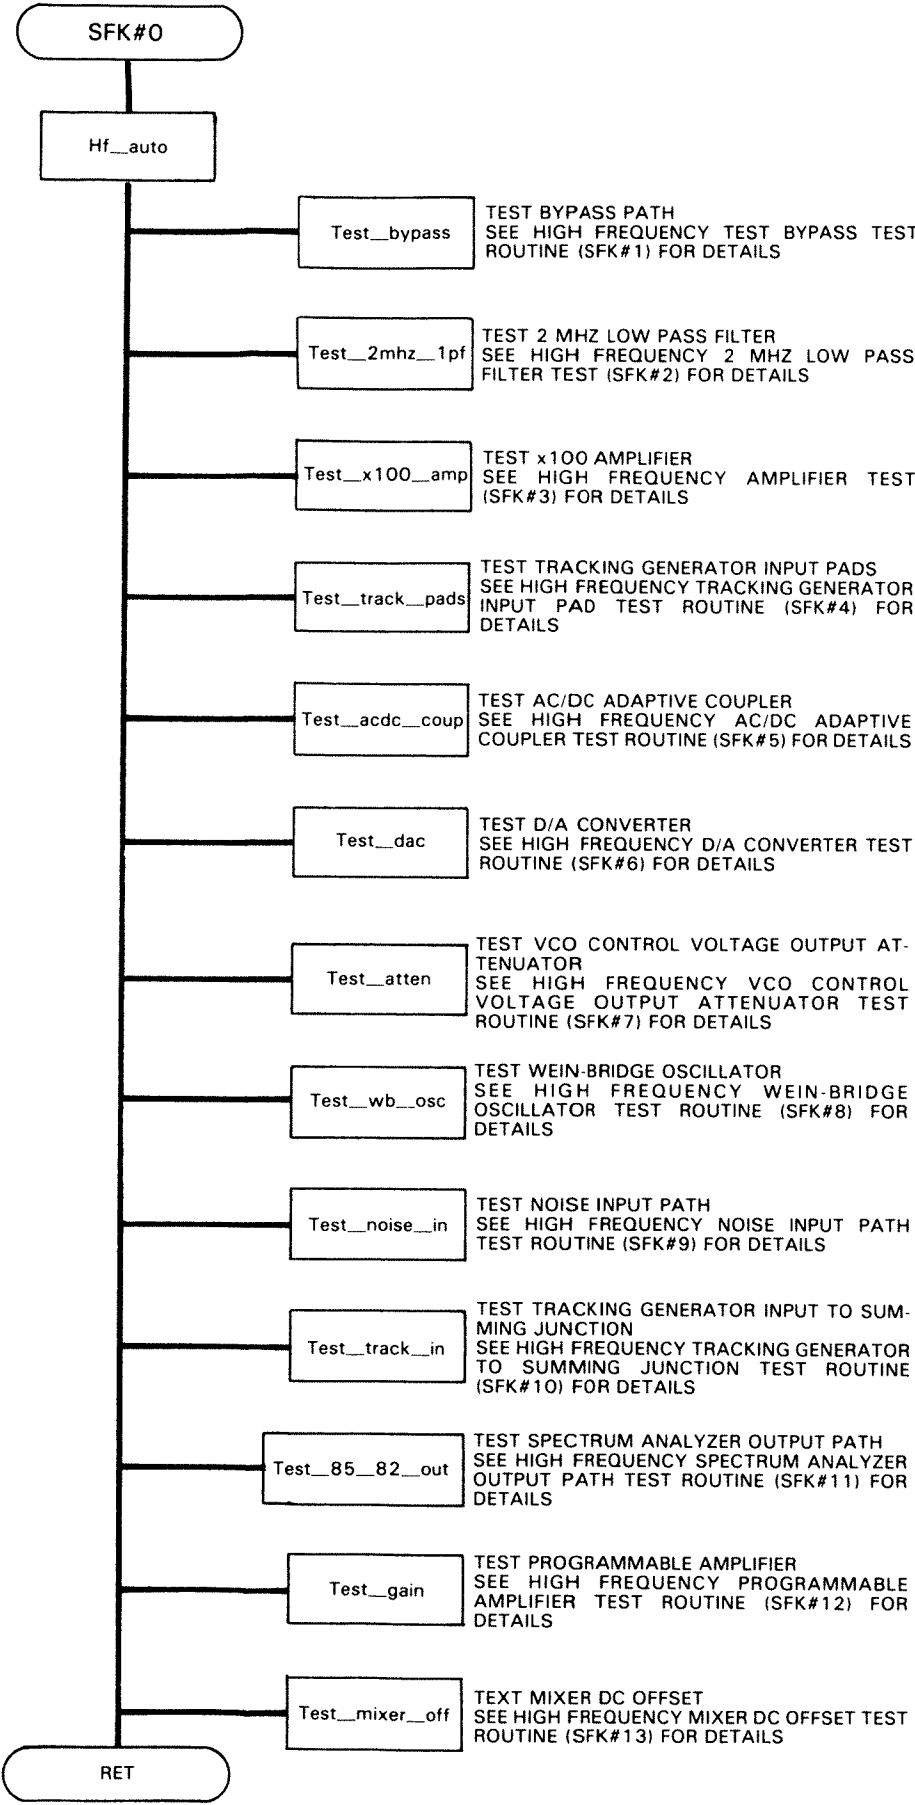 SFK#0
Hf__auto
Test__bypass
TEST BYPASS PATH
SEE HIGH FREQUENCY TEST BYPASS TEST
ROUTINE (SFK#1) FOR DETAILS
Test__2mhz__1pf
TEST 2 MHZ LOW PASS FILTER
SEE HIGH FREQUENCY 2 MHZ LOW PASS
FILTER TEST (SFK#2) FOR DETAILS
Test__x100__amp
TEST x100 AMPLIFIER
SEE HIGH FREQUENCY AMPLIFIER TEST
(SFK#3) FOR DETAILS
Test__track__pads
TEST TRACKING GENERATOR INPUT PADS
SEE HIGH FREQUENCY TRACKING GENERATOR
INPUT PAD TEST ROUTINE (SFK#4) FOR
DETAILS
Test__acdc__coup
TEST AC/DC ADAPTIVE COUPLER
SEE HIGH FREQUENCY AC/DC ADAPTIVE
COUPLER TEST ROUTINE (SFK#5) FOR DETAILS
Test__dac
TEST D/A CONVERTER
SEE HIGH FREQUENCY D/A CONVERTER TEST
ROUTINE (SFK#6) FOR DETAILS
Test__atten
TEST VCO CONTROL VOLTAGE OUTPUT AT-
TENUATOR
SEE HIGH FREQUENCY VCO CONTROL
VOLTAGE OUTPUT ATTENUATOR TEST
ROUTINE (SFK#7) FOR DETAILS
Test__wb__osc
TEST WEIN-BRIDGE OSCILLATOR
SEE HIGH FREQUENCY WEIN-BRIDGE
OSCILLATOR TEST ROUTINE (SFK#8) FOR
DETAILS
Test__noise__in
TEST NOISE INPUT PATH
SEE HIGH FREQUENCY NOISE INPUT PATH
TEST ROUTINE (SFK#9) FOR DETAILS
Test__track__in
TEST TRACKING GENERATOR INPUT TO SUM-
MING JUNCTION
SEE HIGH FREQUENCY TRACKING GENERATOR
TO SUMMING JUNCTION TEST ROUTINE
(SFK#10) FOR DETAILS
Test__85__82__out
TEST SPECTRUM ANALYZER OUTPUT PATH
SEE HIGH FREQUENCY SPECTRUM ANALYZER
OUTPUT PATH TEST ROUTINE (SFK#11) FOR
DETAILS
Test__gain
TEST PROGRAMMABLE AMPLIFIER
SEE HIGH FREQUENCY PROGRAMMABLE
AMPLIFIER TEST ROUTINE (SFK#12) FOR
DETAILS
Test__mixer__off
TEXT MIXER DC OFFSET
SEE HIGH FREQUENCY MIXER DC OFFSET TEST
ROUTINE (SFK#13) FOR DETAILS
RET